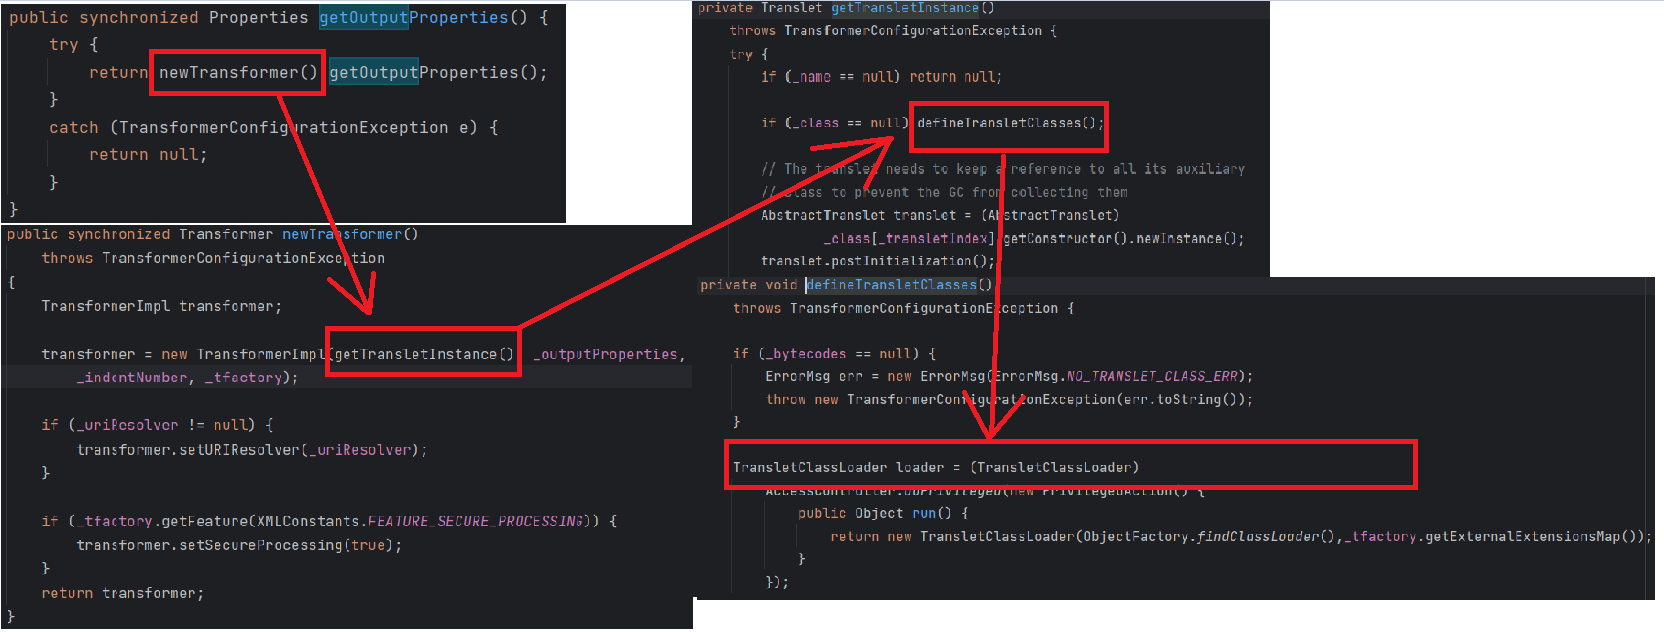 public synchronized Properties getOutputProperties() {
    try {
        return newTransformer() getOutputProperties();
    }
    catch (TransformerConfigurationException e) {
        return null;
    }
}
public synchronized Transformer newTransformer()
    throws TransformerConfigurationException
{
    TransformerImpl transformer;
    transformer = new TransformerImpl(getTransletInstance() _outputProperties,
        _indentNumber, _tfactory);
    if (_uriResolver != null) {
        transformer.setURIResolver(_uriResolver);
    }
    if (_tfactory.getFeature(XMLConstants.FEATURE_SECURE_PROCESSING)) {
        transformer.setSecureProcessing(true);
    }
    return transformer;
}
private Translet getTransletInstance()
    throws TransformerConfigurationException {
    try {
        if (_name == null) return null;
        if (_class == null) defineTransletClasses();
        // The translet needs to keep a reference to all its auxiliary
        // class to prevent the GC from collecting them
        AbstractTranslet translet = (AbstractTranslet)
                _class[_transletIndex].getConstructor().newInstance();
        translet.postInitialization();
private void defineTransletClasses()
    throws TransformerConfigurationException {
    if (_bytecodes == null) {
        ErrorMsg err = new ErrorMsg(ErrorMsg.NO_TRANSLET_CLASS_ERR);
        throw new TransformerConfigurationException(err.toString());
    }
    TransletClassLoader loader = (TransletClassLoader)
        AccessController.doPrivileged(new PrivilegedAction() {
            public Object run() {
                return new TransletClassLoader(ObjectFactory.findClassLoader(),_tfactory.getExternalExtensionsMap());
            }
        });